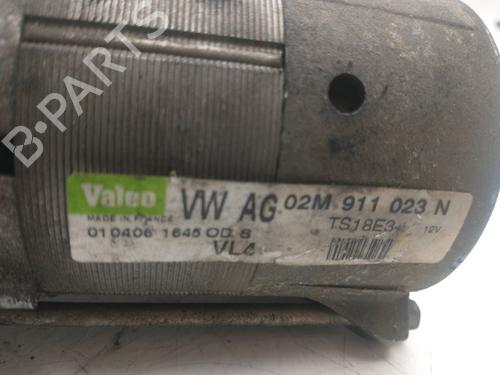 B-PARTS
Valeo VW AG 02M 911 023 N
MADE IN FRANCE TS18E3 12V
010406 1645 OD S
VL4